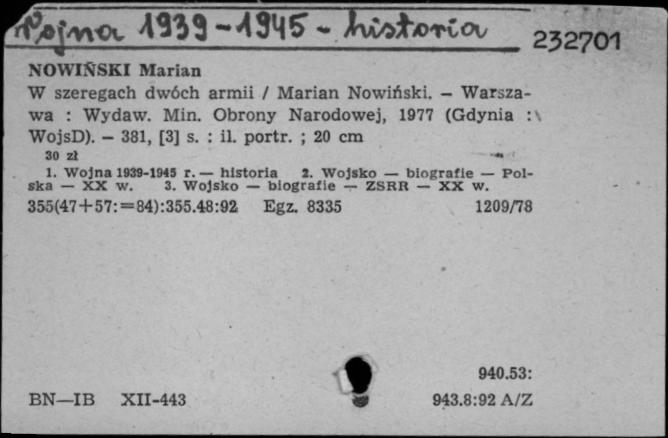 Wojna 1939-1945 - historia
232701
NOWIŃSKI Marian
W szeregach dwóch armii / Marian Nowiński. — Warsza-
wa : Wydaw. Min. Obrony Narodowej, 1977 (Gdynia :
WojsD). — 381, [3] s. : il. portr. ; 20 cm
30 zł
1. Wojna 1939-1945 r. — historia 2. Wojsko — biografie — Pol-
ska — XX w. 3. Wojsko — biografie — ZSRR — XX w.
355(47+57:=84):355.48:92 Egz. 8335 1209/78
940.53:
BN—IB XII-443 943.8:92 A/Z